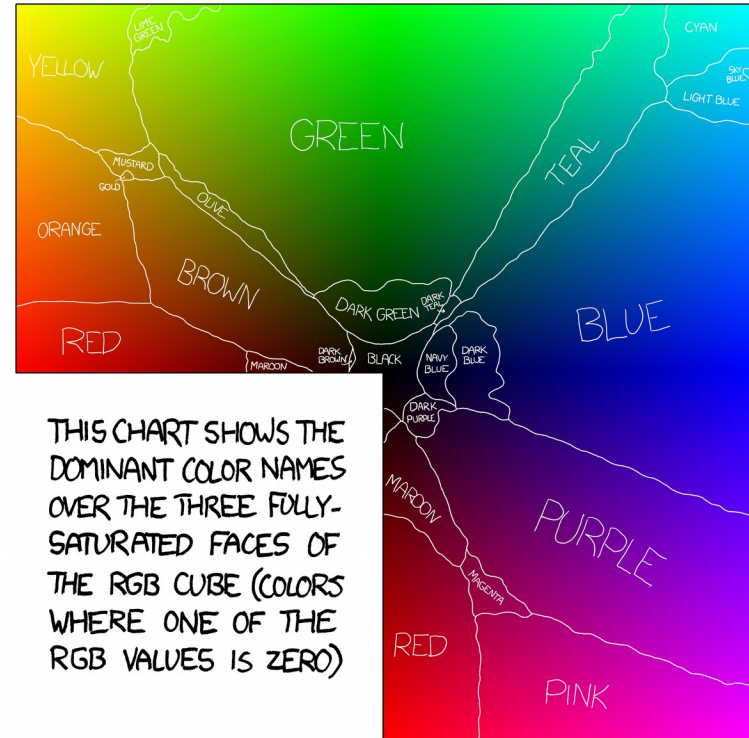 LIME
GREEN
CYAN
YELLOW
SKY
BLUE
LIGHT BLUE
GREEN
MUSTARD
TEAL
GOLD
OLIVE
ORANGE
BROWN
DARK GREEN
DARK
TEAL
BLUE
RED
MAROON
DARK
BROWN
BLACK
NAVY
BLUE
DARK
BLUE
DARK
PURPLE
THIS CHART SHOWS THE
DOMINANT COLOR NAMES
OVER THE THREE FULLY-
SATURATED FACES OF
THE RGB CUBE (COLORS
WHERE ONE OF THE
RGB VALUES IS ZERO)
MAROON
PURPLE
MAGENTA
RED
PINK